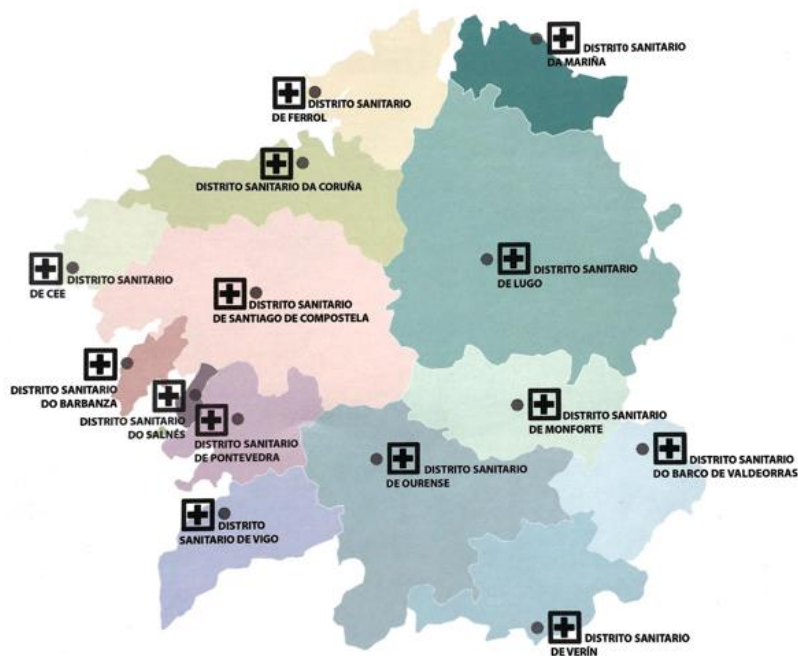 DISTRIT0 SANITARIO
DA MARIÑA
DISTRITO SANITARIO
DE FERROL
DISTRITO SANITARIO DA CORUÑA
DISTRITO SANITARIO
DE CEE
DISTRITO SANITARIO
DE LUGO
DISTRITO SANITARIO
DE SANTIAGO DE COMPOSTELA
DISTRITO SANITARIO
DO BARBANZA
DISTRITO SANITARIO
DO SALNÉS
DISTRITO SANITARIO
DE PONTEVEDRA
DISTRITO SANITARIO
DE MONFORTE
DISTRITO SANITARIO
DO BARCO DE VALDEORRAS
DISTRITO SANITARIO
DE OURENSE
DISTRITO
SANITARIO DE VIGO
DISTRITO SANITARIO
DE VERÍN